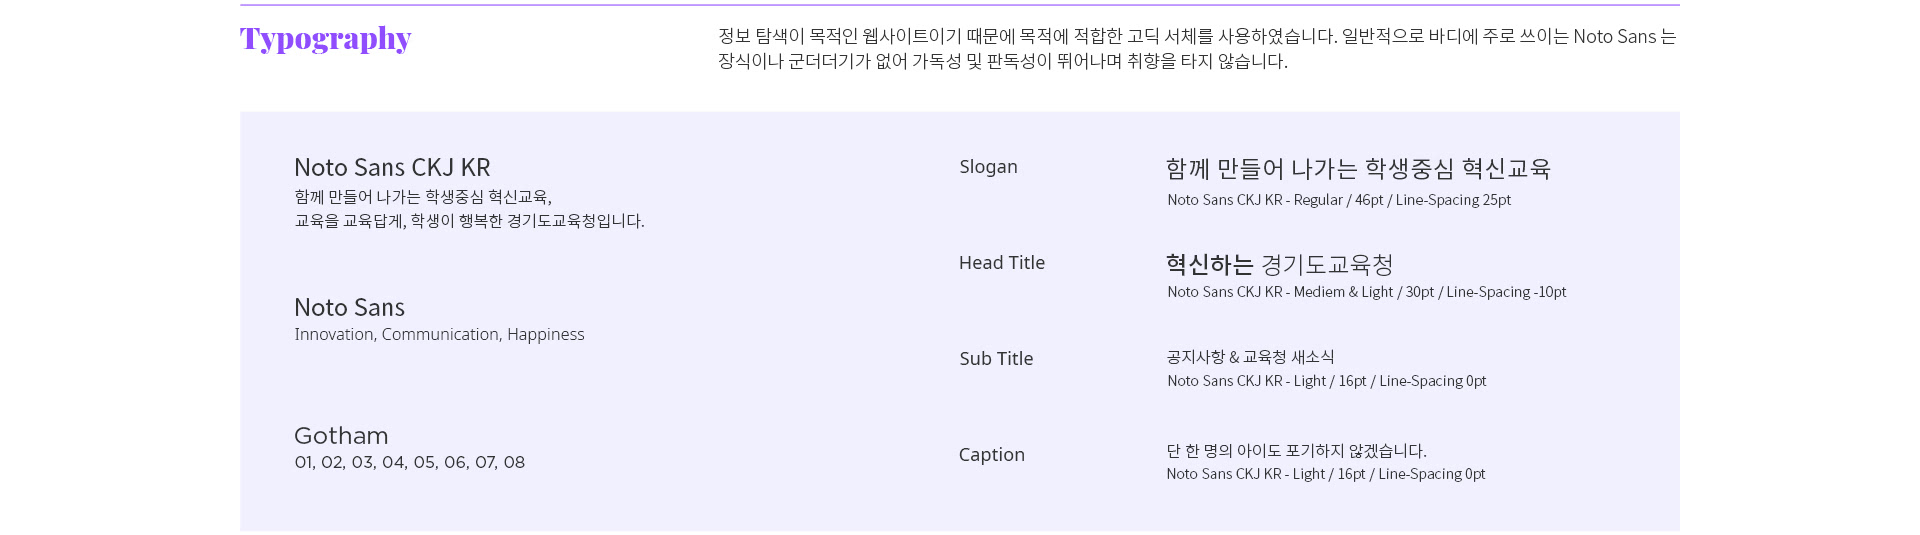 Typography
정보 탐색이 목적인 웹사이트이기 때문에 목적에 적합한 고딕 서체를 사용하였습니다. 일반적으로 바디에 주로 쓰이는 Noto Sans 는
장식이나 군더더기가 없어 가독성 및 판독성이 뛰어나며 취향을 타지 않습니다.
Noto Sans CKJ KR
함께 만들어 나가는 학생중심 혁신교육,
교육을 교육답게, 학생이 행복한 경기도교육청입니다.
Noto Sans
Innovation, Communication, Happiness
Gotham
01, 02, 03, 04, 05, 06, 07, 08
Slogan
함께 만들어 나가는 학생중심 혁신교육
Noto Sans CKJ KR - Regular / 46pt / Line-Spacing 25pt
Head Title
혁신하는 경기도교육청
Noto Sans CKJ KR - Mediem & Light / 30pt / Line-Spacing -10pt
Sub Title
공지사항 & 교육청 새소식
Noto Sans CKJ KR - Light / 16pt / Line-Spacing 0pt
Caption
단 한 명의 아이도 포기하지 않겠습니다.
Noto Sans CKJ KR - Light / 16pt / Line-Spacing 0pt